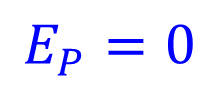 E_P = 0